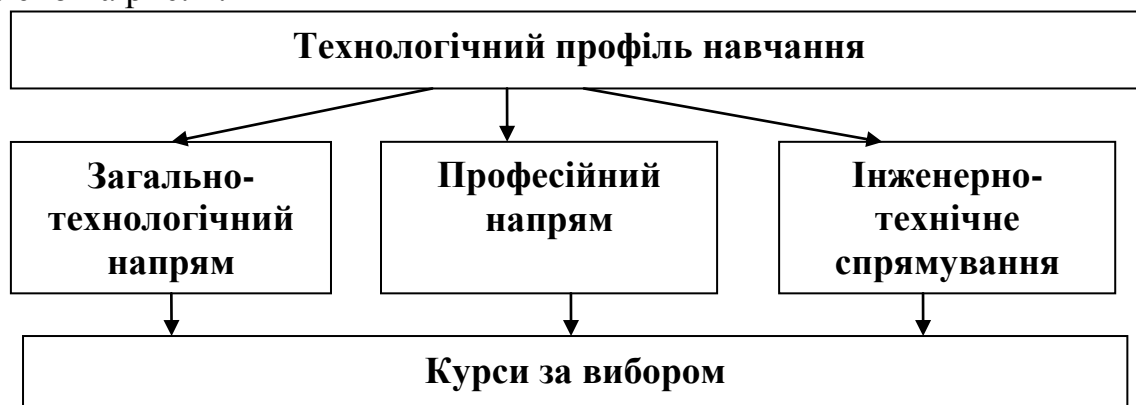 Технологічний профіль навчання
Загально-
технологічний
напрям
Професійний
напрям
Інженерно-
технічне
спрямування
Курси за вибором